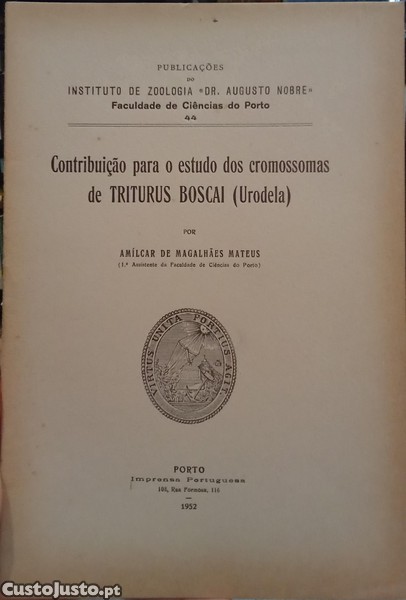 PUBLICAÇÕES
DO
INSTITUTO DE ZOOLOGIA «DR. AUGUSTO NOBRE»
Faculdade de Ciências do Porto
44
Contribuição para o estudo dos cromossomas
de TRITURUS BOSCAI (Urodela)
POR
AMÍLCAR DE MAGALHÃES MATEUS
(1.º Assistente da Faculdade de Ciências do Porto)
VIRTUS UNITA FORTIUS AGIT
PORTO
Imprensa Portuguesa
108, Rua Formosa, 116
1952
CustoJusto.pt